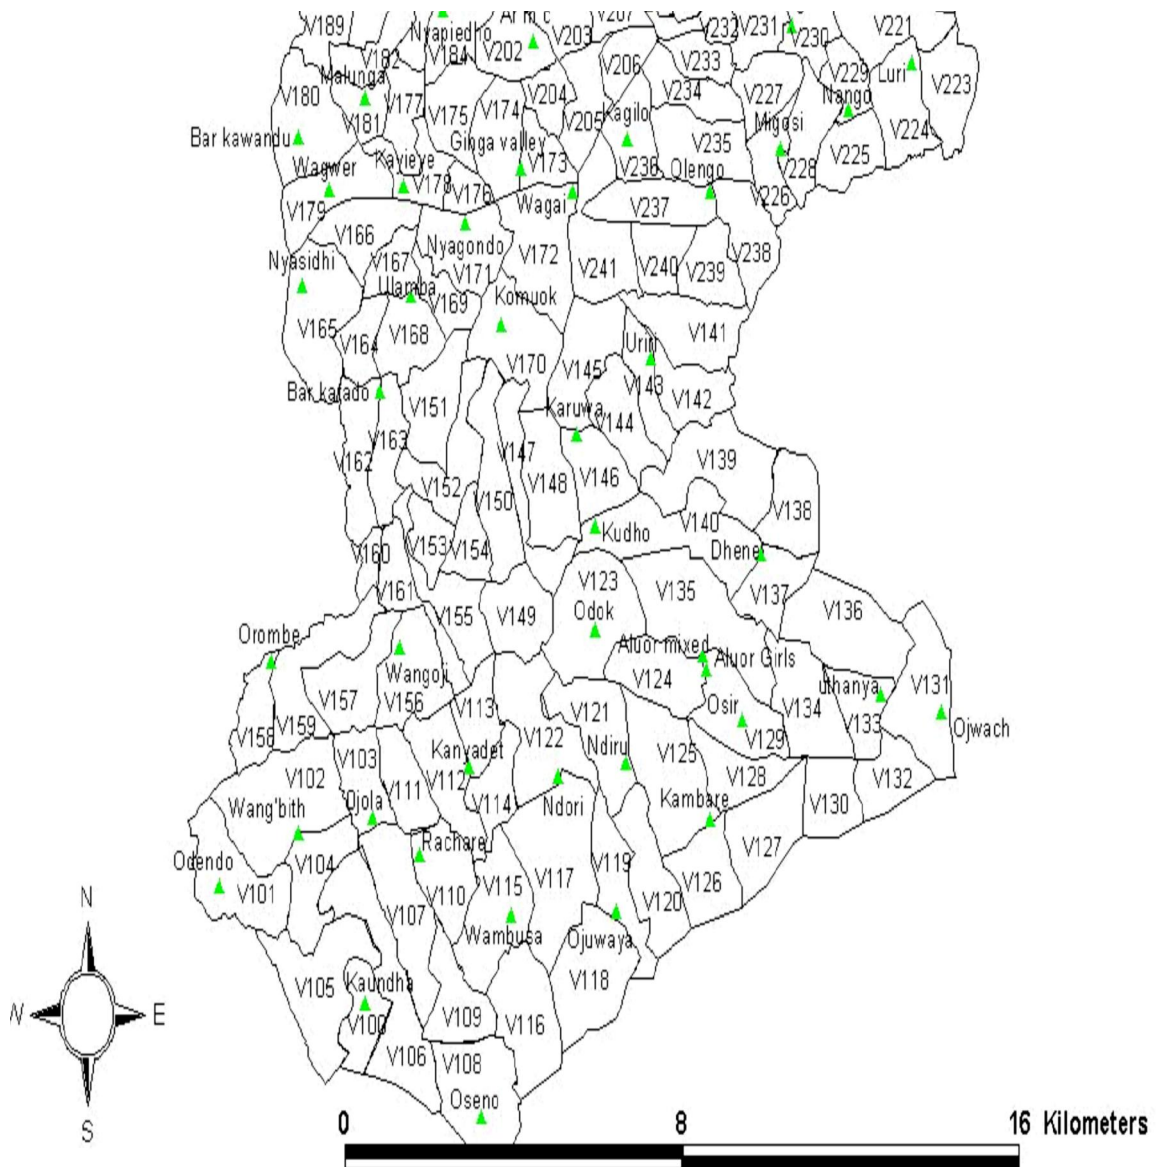 V189
Nyapiedho
V184
V202
V203
V207
V232
V231
V230
V221
V182
Malunga
V180
V181
V177
V175
V174
V204
V206
V205
Kagilo
V233
V234
V227
V229
Nango
Luri
V223
V224
V225
Bar kawandu
Wagwer
Kayieye
V178
V176
Ginga valley
V173
Wagai
V236
V235
Olengo
Migosi
V228
V226
V179
V166
V167
Nyagondo
V171
V172
V237
V241
V240
V239
V238
Nyasidhi
Ulamba
V169
Komuok
V165
V164
V168
V170
V145
Uriri
V141
V143
V142
Bar katado
V151
Karuwa
V144
V163
V162
V147
V139
V152
V150
V148
V146
V138
V140
V160
V153
V154
Kudho
Dhene
V161
V123
V135
V137
V136
V155
V149
Odok
Orombe
Wangoji
Aluor mixed
Aluor Girls
V124
V157
V156
V113
V121
Osir
V134
uthanya
V131
V158
V159
V122
V129
V133
Ojwach
V103
Kanyadet
Ndiru
V125
V102
V111
V112
V128
V132
Wang'bith
Ojola
V114
Ndori
Kambare
V130
Rachare
V127
Odendo
V104
V101
V110
V115
V117
V119
V126
V120
V107
Wambusa
Ojuwaya
V105
Kaundha
V118
V100
V109
V116
V106
V108
Oseno
N
E
S
0 8 16 Kilometers